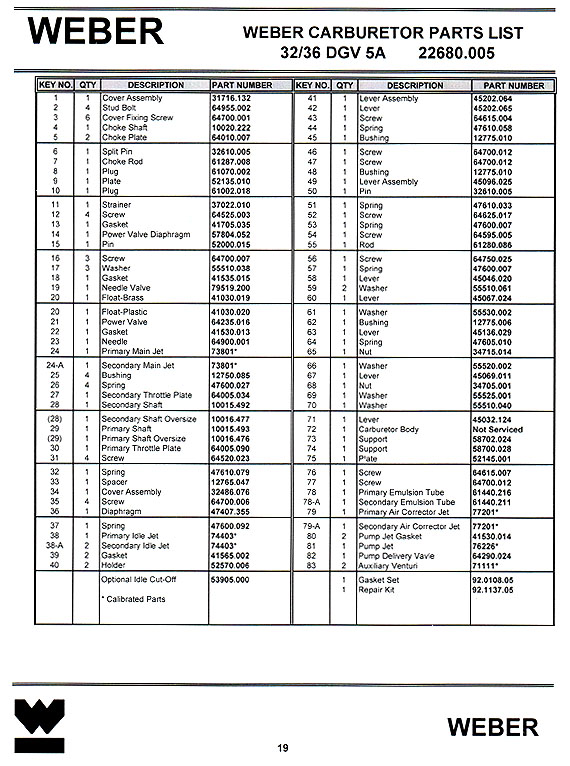 WEBER
WEBER CARBURETOR PARTS LIST
32/36 DGV 5A 22680.005
KEY NO. QTY DESCRIPTION PART NUMBER KEY NO. QTY DESCRIPTION PART NUMBER
1 1 Cover Assembly 31716.132 41 1 Lever Assembly 45202.064
2 4 Stud Bolt 64955.002 42 1 Lever 45202.065
3 6 Cover Fixing Screw 64700.001 43 1 Screw 64615.004
4 1 Choke Shaft 10020.222 44 1 Spring 47610.058
5 2 Choke Plate 64010.007 45 1 Bushing 12775.010
6 1 Split Pin 32610.005 46 1 Screw 64700.012
7 1 Choke Rod 61287.008 47 1 Screw 64700.012
8 1 Plug 61070.002 48 1 Bushing 12775.010
9 1 Plate 52135.010 49 1 Lever Assembly 45096.025
10 1 Plug 61002.018 50 1 Pin 32610.005
11 1 Strainer 37022.010 51 1 Spring 47610.033
12 4 Screw 64525.003 52 1 Screw 64625.017
13 1 Gasket 41705.035 53 1 Spring 47600.007
14 1 Power Valve Diaphragm 57804.052 54 1 Screw 64595.005
15 1 Pin 52000.015 55 1 Rod 61280.086
16 3 Screw 64700.007 56 1 Screw 64750.025
17 3 Washer 55510.038 57 1 Spring 47600.007
18 1 Gasket 41535.015 58 1 Lever 45046.020
19 1 Needle Valve 79519.200 59 2 Washer 55510.061
20 1 Float-Brass 41030.019 60 1 Lever 45067.024
20 1 Float-Plastic 41030.020 61 1 Washer 55530.002
21 1 Power Valve 64235.016 62 1 Bushing 12775.006
22 1 Gasket 41530.013 63 1 Lever 45136.029
23 1 Needle 64900.001 64 1 Spring 47605.010
24 1 Primary Main Jet 73801* 65 1 Nut 34715.014
24-A 1 Secondary Main Jet 73801* 66 1 Washer 55520.002
25 4 Bushing 12750.085 67 1 Lever 45069.011
26 4 Spring 47600.027 68 1 Nut 34705.001
27 1 Secondary Throttle Plate 64005.034 69 1 Washer 55525.001
28 1 Secondary Shaft 10015.492 70 1 Washer 55510.040
(28) 1 Secondary Shaft Oversize 10016.477 71 1 Lever 45032.124
29 1 Primary Shaft 10015.493 72 1 Carburetor Body Not Serviced
(29) 1 Primary Shaft Oversize 10016.476 73 1 Support 58702.024
30 1 Primary Throttle Plate 64005.090 74 1 Support 58700.028
31 4 Screw 64520.023 75 1 Plate 52145.001
32 1 Spring 47610.079 76 1 Screw 64615.007
33 1 Spacer 12765.047 77 1 Screw 64700.012
34 1 Cover Assembly 32486.076 78 1 Primary Emulsion Tube 61440.216
35 4 Screw 64700.006 78-A 1 Secondary Emulsion Tube 61440.211
36 1 Diaphragm 47407.355 79 1 Primary Air Corrector Jet 77201*
37 1 Spring 47600.092 79-A 1 Secondary Air Corrector Jet 77201*
38 1 Primary Idle Jet 74403* 80 2 Pump Jet Gasket 41530.014
38-A 2 Secondary Idle Jet 74403* 81 1 Pump Jet 76226*
39 2 Gasket 41565.002 82 1 Pump Delivery Vavle 64290.024
40 2 Holder 52570.006 83 2 Auxiliary Venturi 71111*
Optional Idle Cut-Off 53905.000 1 Gasket Set 92.0108.05
1 Repair Kit 92.1137.05
* Calibrated Parts
WEBER
19